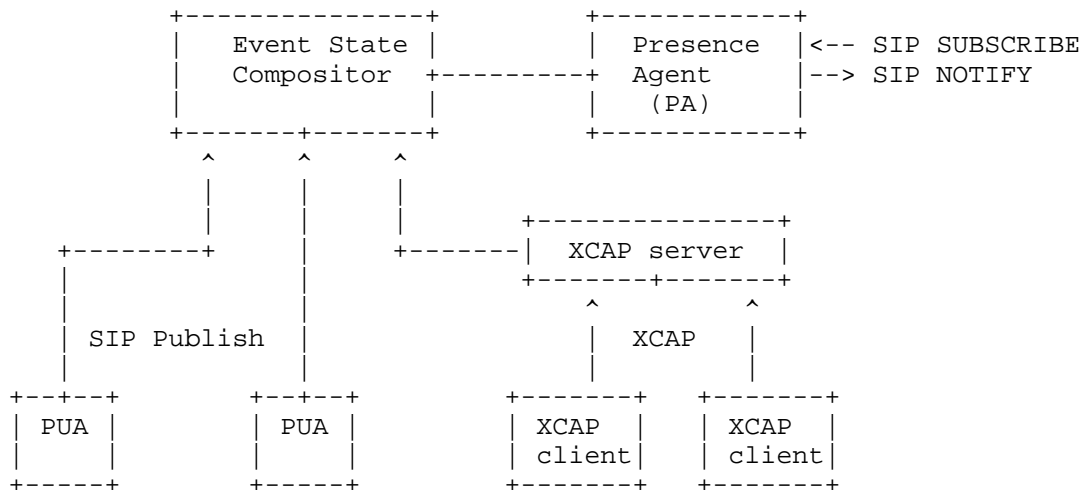 Event State Presence <-- SIP SUBSCRIBE
Compositor Agent --> SIP NOTIFY
(PA)
XCAP server
SIP Publish XCAP
PUA PUA XCAP XCAP
client client